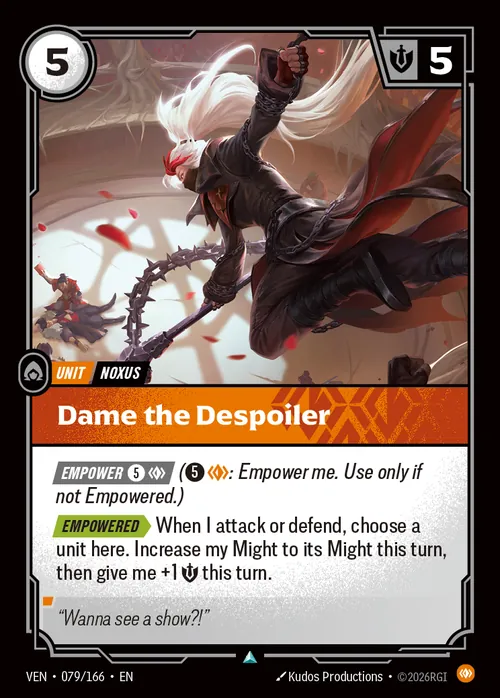 5
5
UNIT NOXUS
Dame the Despoiler
EMPOWER 5 (5: Empower me. Use only if
not Empowered.)
EMPOWERED When I attack or defend, choose a
unit here. Increase my Might to its Might this turn,
then give me +1 this turn.
“Wanna see a show?!”
VEN • 079/166 • EN Kudos Productions • ©2026RGI